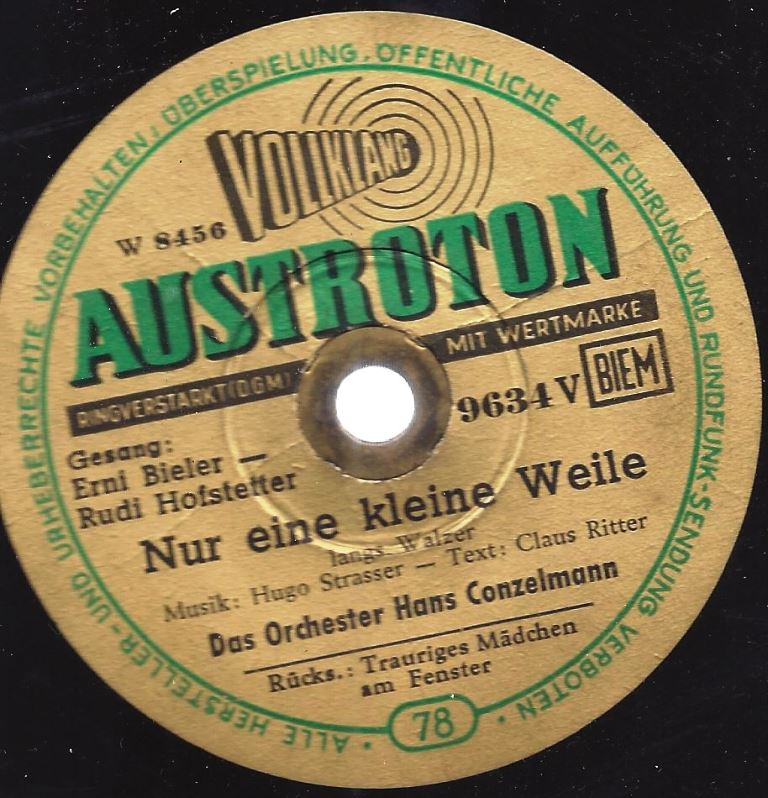 ALLE HERSTELLER- UND URHEBERRECHTE VORBEHALTEN, ÜBERSPIELUNG, ÖFFENTLICHE AUFFÜHRUNG UND RUNDFUNK-SENDUNG VERBOTEN
VOLLKLANG
W 8456
AUSTROTON
RINGVERSTÄRKT (DGM) MIT WERTMARKE
9634 V BIEM
Gesang:
Erni Bieler —
Rudi Hofstetter
Nur eine kleine Weile
langs. Walzer
Musik: Hugo Strasser — Text: Claus Ritter
Das Orchester Hans Conzelmann
Rücks.: Trauriges Mädchen
am Fenster
78